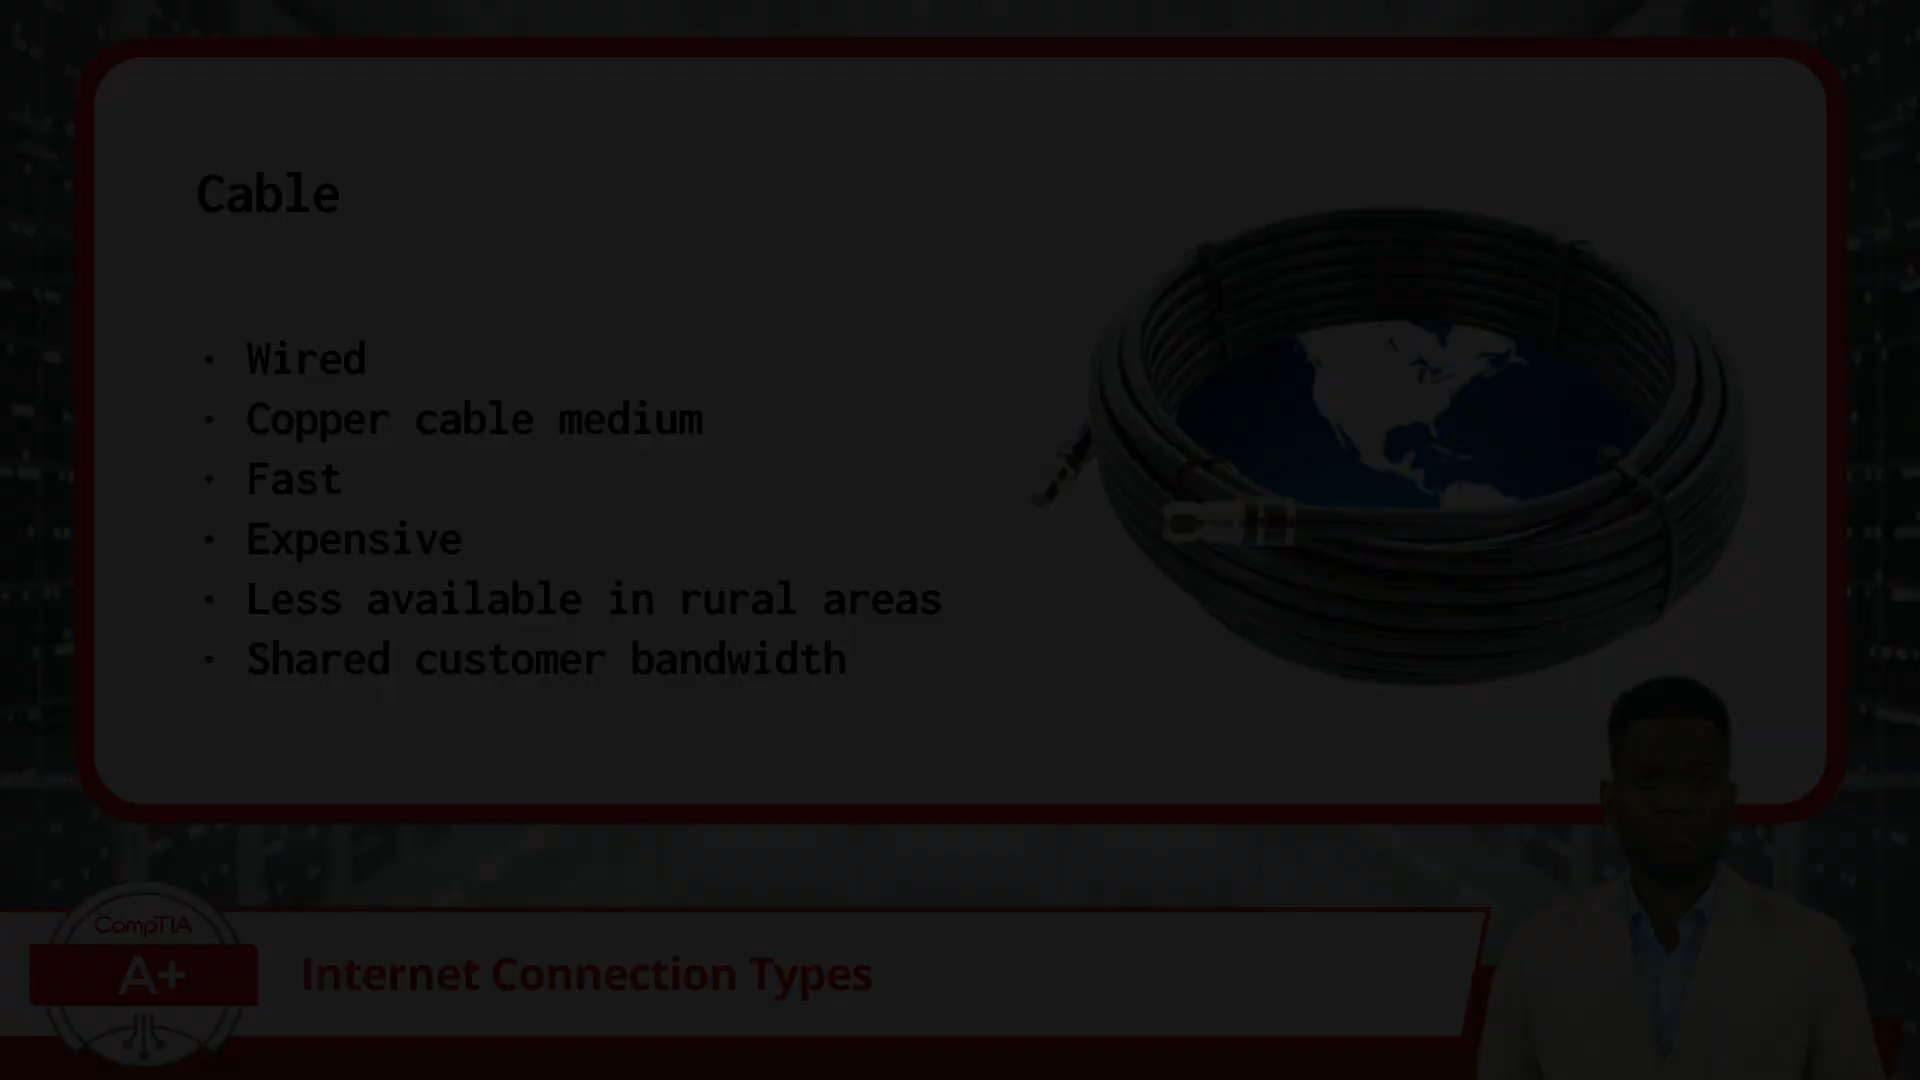 Cable
• Wired
• Copper cable medium
• Fast
• Expensive
• Less available in rural areas
• Shared customer bandwidth
CompTIA
A+
Internet Connection Types